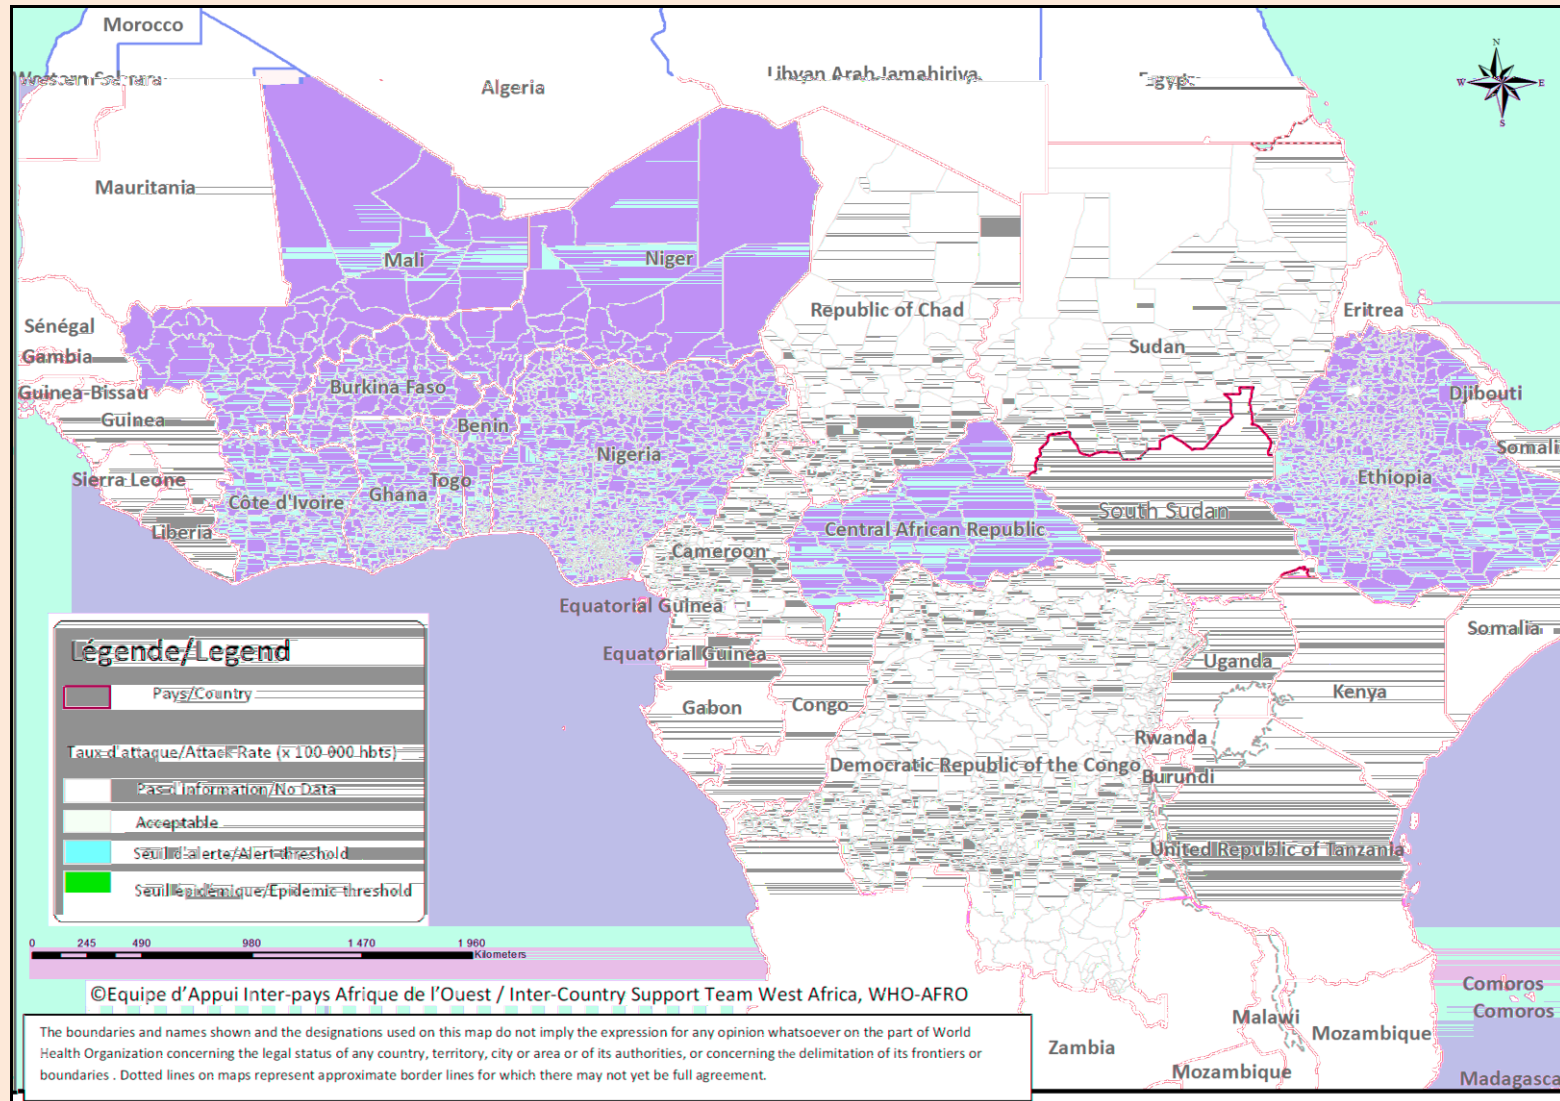 Morocco
N
W
E
S
Western Sahara
Algeria
Libyan Arab Jamahiriya
Egypt
Mauritania
Mali
Niger
Republic of Chad
Eritrea
Sénégal
Sudan
Gambia
Burkina Faso
Guinea-Bissau
Djibouti
Guinea
Benin
Nigeria
Somali
Sierra Leone
Togo
Ethiopia
Côte d'Ivoire
Ghana
South Sudan
Liberia
Central African Republic
Cameroon
Equatorial Guinea
Somalia
Equatorial Guinea
Uganda
Kenya
Gabon
Congo
Rwanda
Democratic Republic of the Congo
Burundi
United Republic of Tanzania
Légende/Legend
Pays/Country
Taux d'attaque/Attack Rate (x 100 000 hbts)
Pas d'information/No Data
Acceptable
Seuil d'alerte/Alert threshold
Seuil épidémique/Epidemic threshold
0 245 490 980 1 470 1 960
Kilometers
©Equipe d'Appui Inter-pays Afrique de l'Ouest / Inter-Country Support Team West Africa, WHO-AFRO
Comoros
Comoros
Malawi
Mozambique
Zambia
Mozambique
Madagasca
The boundaries and names shown and the designations used on this map do not imply the expression for any opinion whatsoever on the part of World
Health Organization concerning the legal status of any country, territory, city or area or of its authorities, or concerning the delimitation of its frontiers or
boundaries . Dotted lines on maps represent approximate border lines for which there may not yet be full agreement.